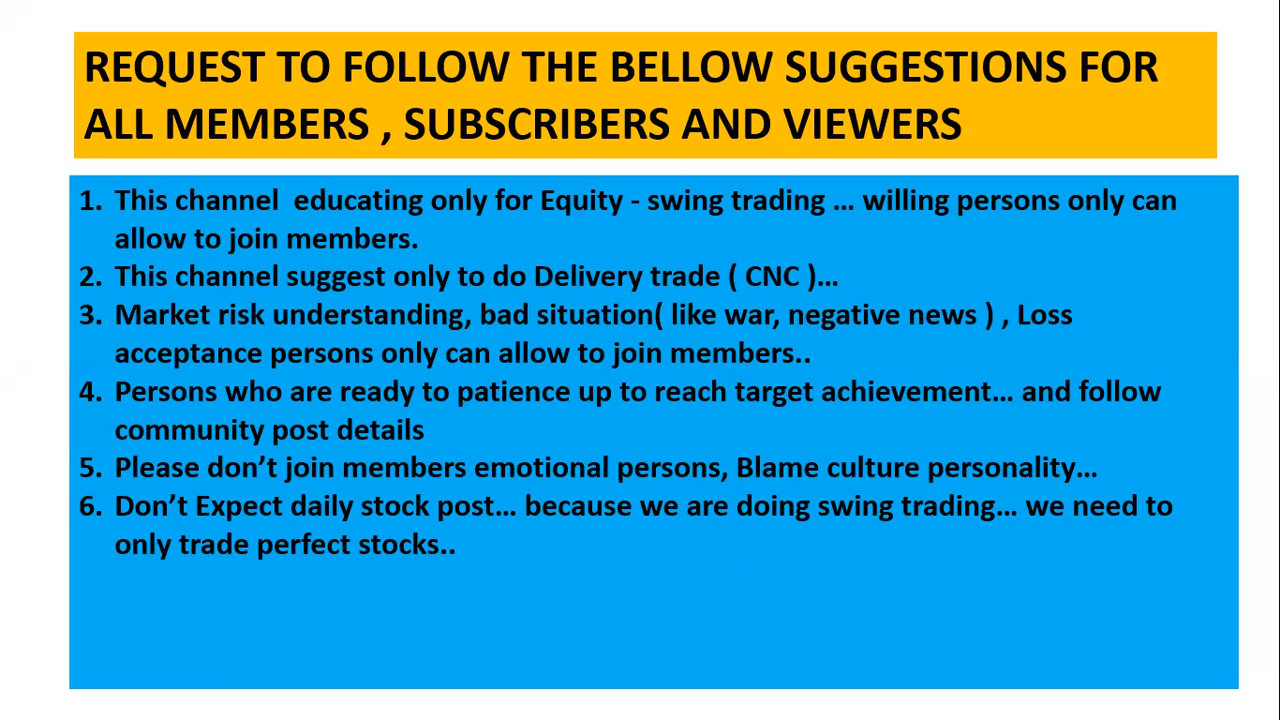 REQUEST TO FOLLOW THE BELLOW SUGGESTIONS FOR
ALL MEMBERS , SUBSCRIBERS AND VIEWERS
1. This channel  educating only for Equity - swing trading … willing persons only can
allow to join members.
2. This channel suggest only to do Delivery trade ( CNC )…
3. Market risk understanding, bad situation( like war, negative news ) , Loss
acceptance persons only can allow to join members..
4. Persons who are ready to patience up to reach target achievement… and follow
community post details
5. Please don’t join members emotional persons, Blame culture personality…
6. Don’t Expect daily stock post… because we are doing swing trading… we need to
only trade perfect stocks..